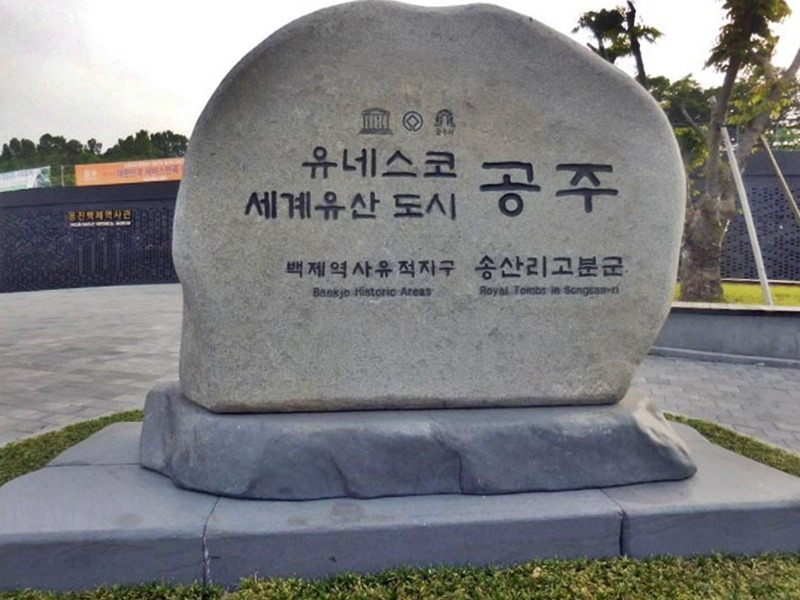 유네스코
세계유산 도시 공주
백제역사유적지구 송산리고분군
Baekje Historic Areas Royal Tombs in Songsan-ri
웅진백제역사관